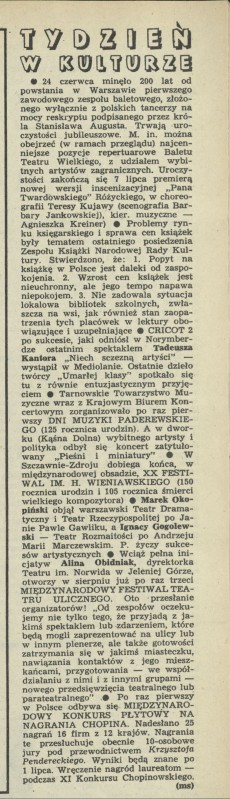 TYDZIEŃ
W KULTURZE
● 24 czerwca minęło 200 lat od
powstania w Warszawie pierwszego
zawodowego zespołu baletowego, złożo-
nego wyłącznie z polskich tancerzy na
mocy reskryptu podpisanego przez kró-
la Stanisława Augusta. Trwają uro-
czystości jubileuszowe. M. in. można
obejrzeć (w ramach przeglądu) najcen-
niejsze pozycje repertuarowe Baletu
Teatru Wielkiego, z udziałem wybit-
nych artystów zagranicznych. Uroczy-
stości zakończą się 7 lipca premierą
nowej wersji inscenizacyjnej „Pana
Twardowskiego" Różyckiego, w choreo-
grafii Teresy Kujawy (scenografia Bar-
bary Jankowskiej), kier. muzyczne —
Agnieszka Kreiner) ● Problemy ryn-
ku księgarskiego i sprawa cen książek
były tematem ostatniego posiedzenia
Zespołu Książki Narodowej Rady Kul-
tury. Stwierdzono, że: 1. Popyt na
książkę w Polsce jest daleki od zaspo-
kojenia. 2. Wzrost cen książek jest
nieuchronny, ale jego tempo napawa
niepokojem. 3. Nie zadowala sytuacja
lokalowa bibliotek szkolnych, zwła-
szcza na wsi, jak również stan zaopa-
trzenia tych placówek w lektury obo-
wiązujące i uzupełniające ● CRICOT 2
po sukcesie, jaki odniósł w Norymber-
dze ostatnim spektaklem Tadeusza
Kantora „Niech sczezną artyści" —
wystąpił w Mediolanie. Ostatnie dzieło
twórcy „Umarłej klasy" spotkało się
tu z równie entuzjastycznym przyję-
ciem ● Tarnowskie Towarzystwo Mu-
zyczne wraz z Krajowym Biurem Kon-
certowym zorganizowało po raz pier-
wszy DNI MUZYKI PADEREWSKIE-
GO (125 rocznica urodzin). A w dwor-
ku (Kąśna Dolna) wybitnego artysty i
polityka odbył się koncert zatytuło-
wany „Pieśni i miniatury" ● W
Szczawnie-Zdroju dobiega końca, w
międzynarodowej obsadzie, XX FESTI-
WAL IM. H. WIENIAWSKIEGO (150
rocznica urodzin i 105 rocznica śmierci
wielkiego kompozytora) ● Marek Oko-
piński objął warszawski Teatr Drama-
tyczny i Teatr Rzeczypospolitej po Ja-
nie Pawle Gawliku, a Ignacy Gogolew-
ski — Teatr Rozmaitości po Andrzeju
Marii Marczewskim. P. życzy sukce-
sów artystycznych ● Wciąż pełna ini-
cjatyw Alina Obidniak, dyrektorka
Teatru im. Norwida w Jeleniej Górze,
otworzy w sierpniu już po raz trzeci
MIĘDZYNARODOWY FESTIWAL TEA-
TRU ULICZNEGO. Oto przesłanie
organizatorów! „Od zespołów oczeku-
jemy nie tylko tego, że przyjadą z ja-
kimś spektaklem lub zdarzeniem, które
będą mogli zaprezentować na ulicy lub
w innym plenerze, ale także gotowości
zatrzymania się w jakimś miasteczku,
nawiązania kontaktów z jego miesz-
kańcami, przygotowania — we współ-
działaniu z nimi i z innymi grupami —
nowego przedsięwzięcia teatralnego lub
parateatralnego" ● Po raz pierwszy
w Polsce odbywa się MIĘDZYNARO-
DOWY KONKURS PŁYTOWY NA
NAGRANIA CHOPINA. Nadesłano 25
nagrań 16 firm z 12 krajów. Nagrania
te przesłuchuje obecnie 10-osobowe
jury pod przewodnictwem Krzysztofa
Pendereckiego. Wyniki będą znane po
1 lipca. Wręczenie nagród laureatom —
podczas XI Konkursu Chopinowskiego.
(ms)